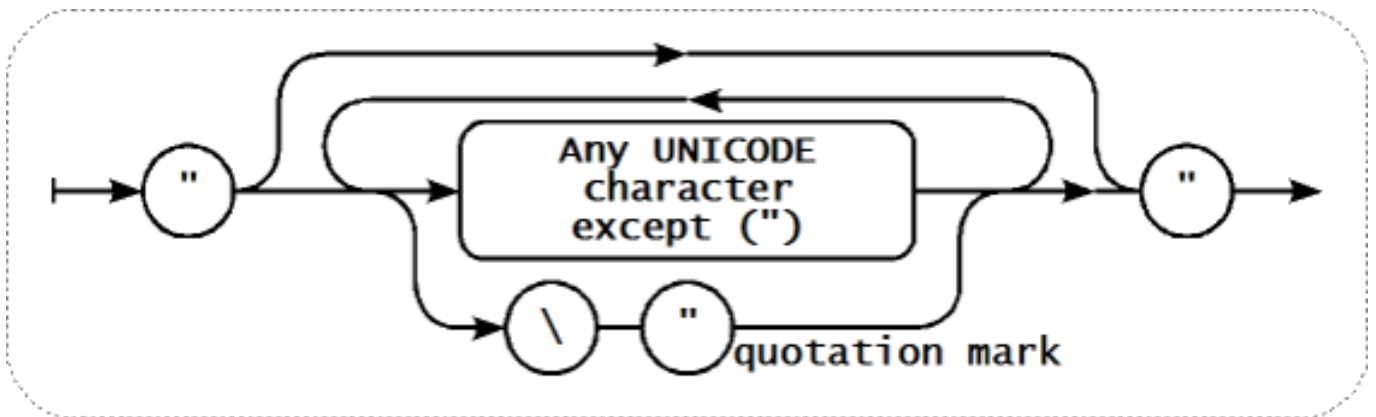 "
Any UNICODE
character
except (")
"
\
"
quotation mark